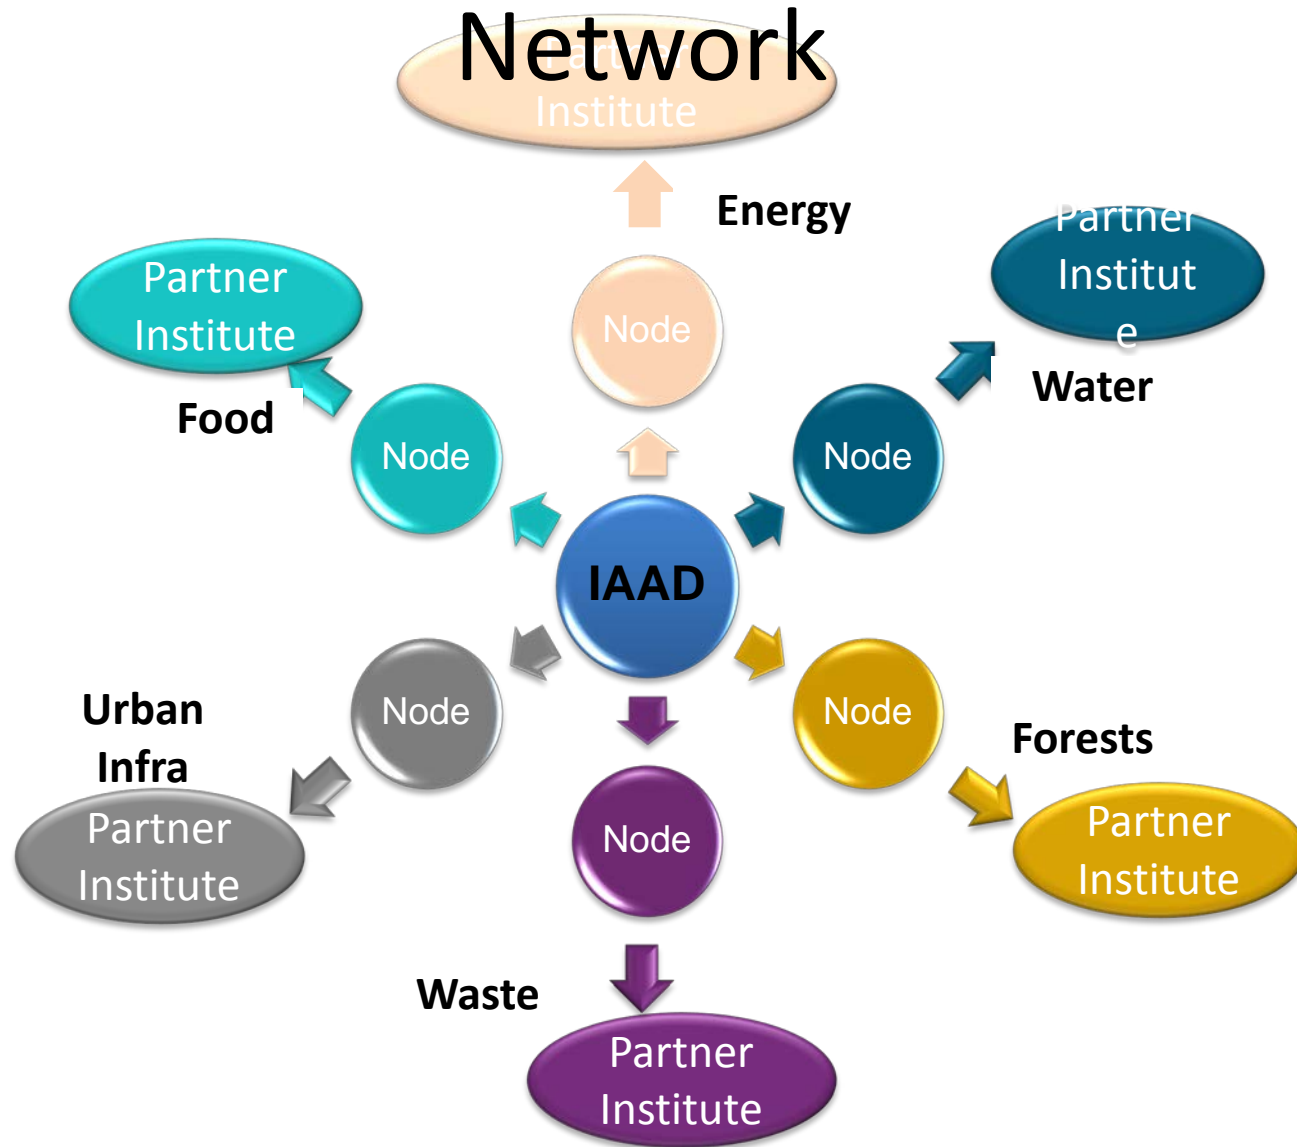 Network
Partner
Institute
Energy
Node
Partner
Institute
Food
Node
Partner
Institut
e
Water
Node
IAAD
Urban
Infra
Node
Partner
Institute
Node
Forests
Partner
Institute
Node
Waste
Partner
Institute